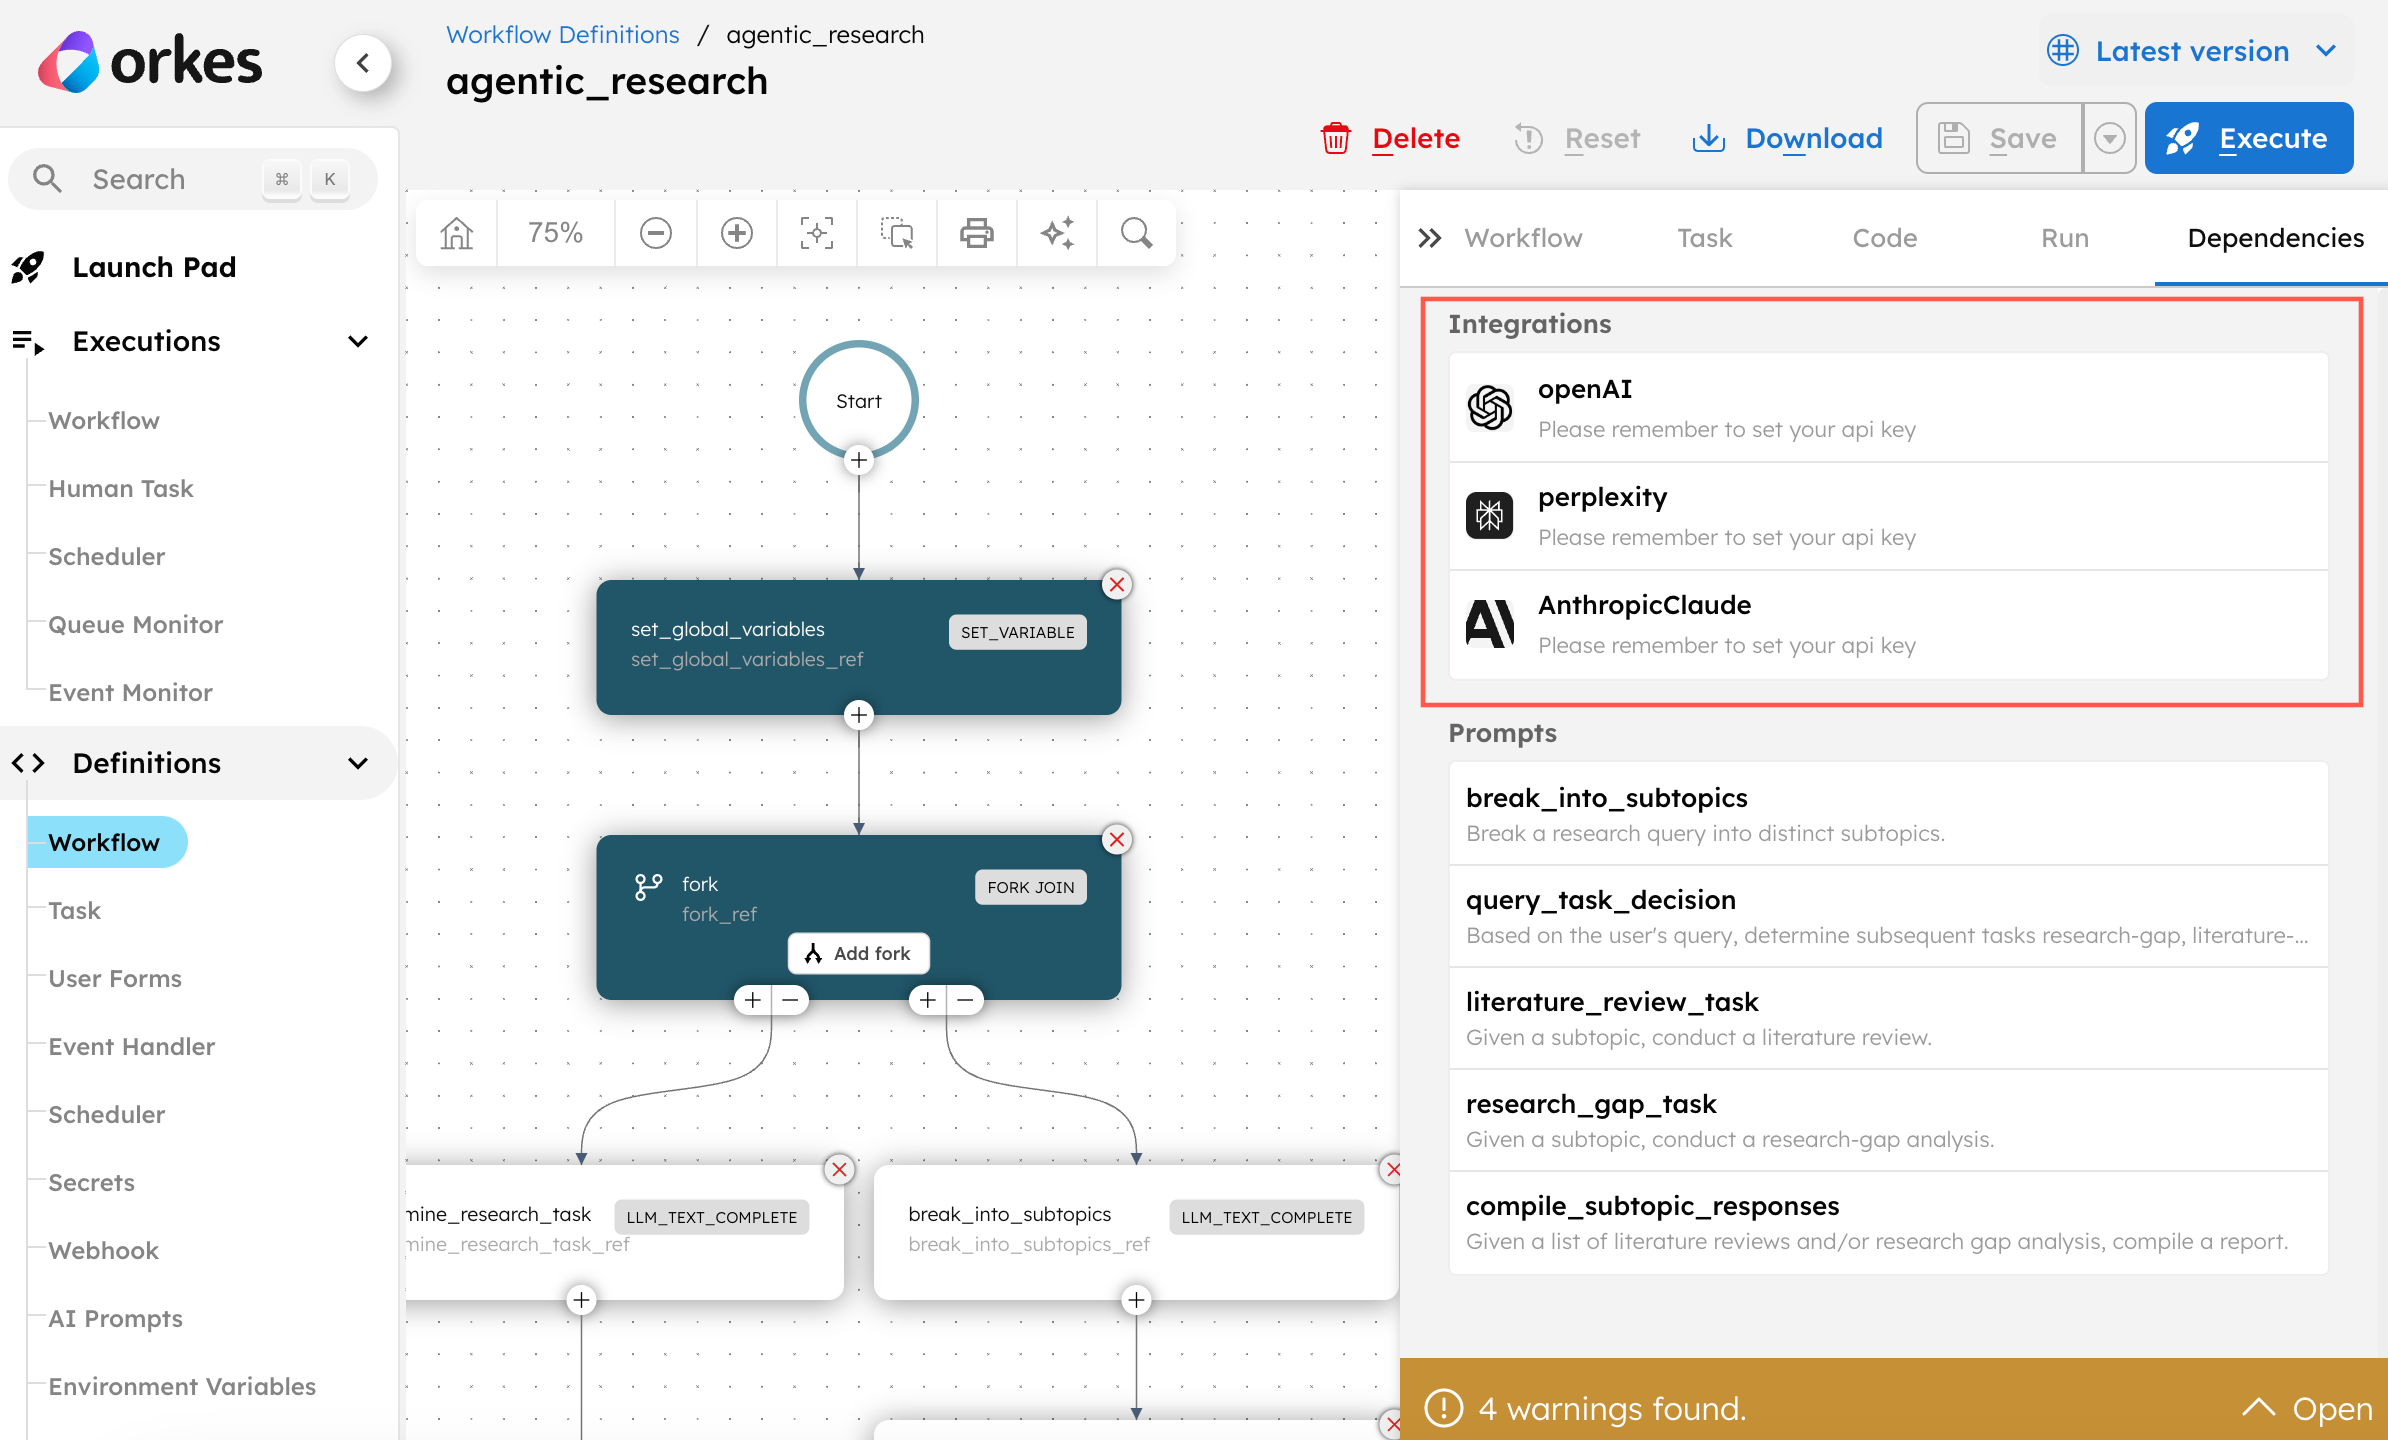 orkes
Workflow Definitions / agentic_research
agentic_research
Latest version
Delete
Reset
Download
Save
Execute
Search
⌘
K
Launch Pad
Executions
Workflow
Human Task
Scheduler
Queue Monitor
Event Monitor
Definitions
Workflow
Task
User Forms
Event Handler
Scheduler
Secrets
Webhook
AI Prompts
Environment Variables
75%
Start
set_global_variables
SET_VARIABLE
set_global_variables_ref
fork
FORK JOIN
fork_ref
Add fork
mine_research_task
LLM_TEXT_COMPLETE
mine_research_task_ref
break_into_subtopics
LLM_TEXT_COMPLETE
break_into_subtopics_ref
Workflow
Task
Code
Run
Dependencies
Integrations
openAI
Please remember to set your api key
perplexity
Please remember to set your api key
AnthropicClaude
Please remember to set your api key
Prompts
break_into_subtopics
Break a research query into distinct subtopics.
query_task_decision
Based on the user's query, determine subsequent tasks research-gap, literature-...
literature_review_task
Given a subtopic, conduct a literature review.
research_gap_task
Given a subtopic, conduct a research-gap analysis.
compile_subtopic_responses
Given a list of literature reviews and/or research gap analysis, compile a report.
4 warnings found.
Open